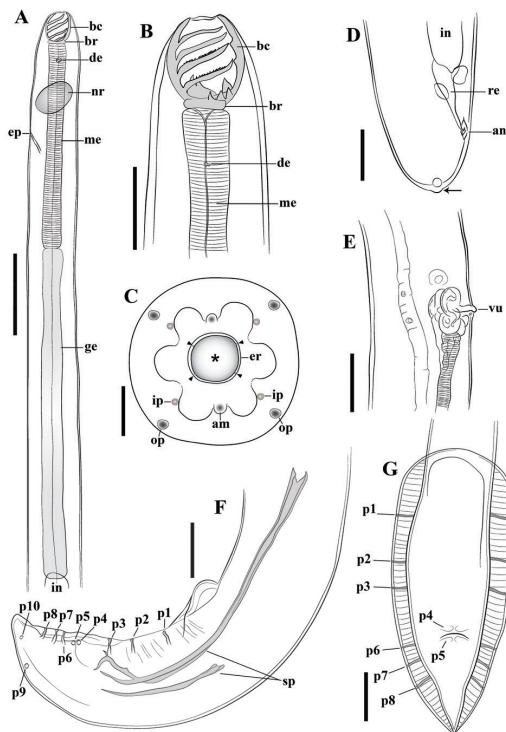 A
bc
br
de
nr
ep
me
ge
in
B
bc
br
de
me
C
*
er
ip
ip
am
op
op
D
in
re
an
E
vu
F
p10
p8
p7
p5
p4
p3
p2
p1
p6
p9
sp
G
p1
p2
p3
p4
p5
p6
p7
p8